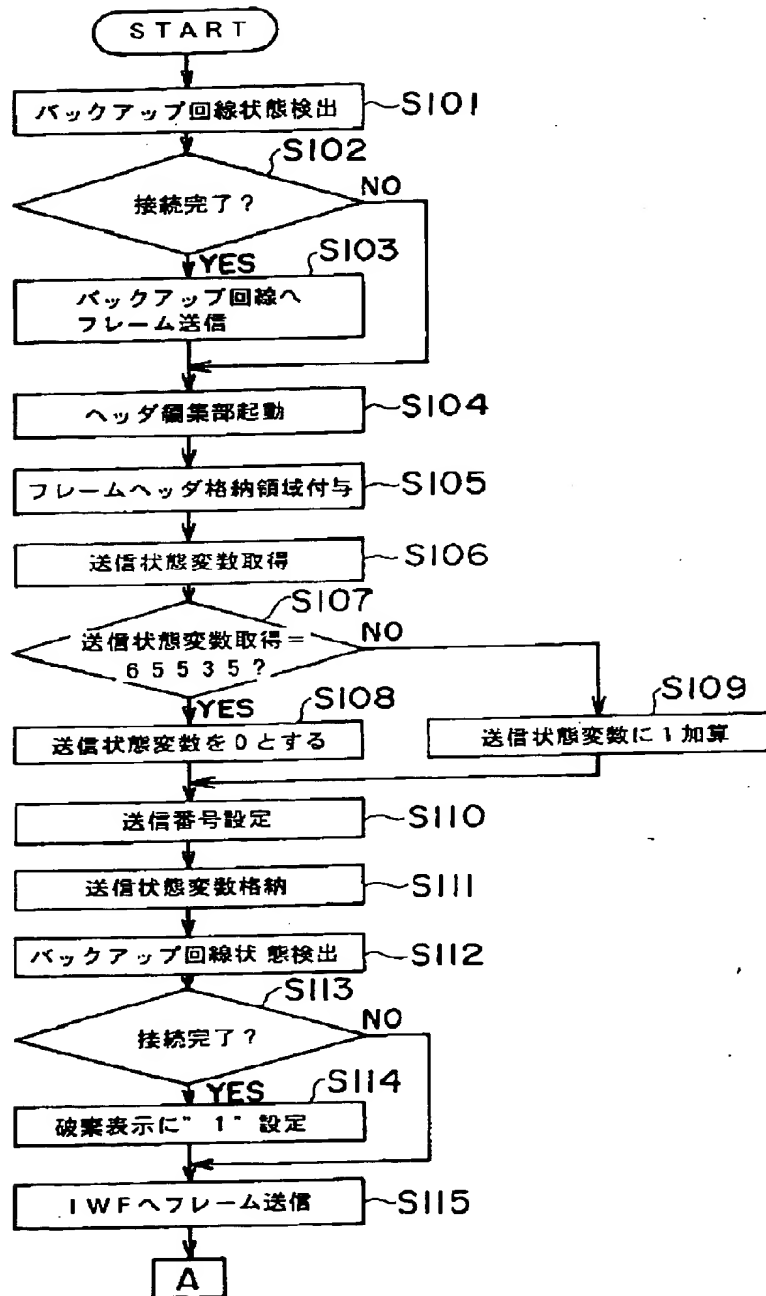 START
バックアップ回線状態検出
S101
S102
接続完了?
NO
YES
S103
バックアップ回線へ
フレーム送信
ヘッダ編集部起動
S104
フレームヘッダ格納領域付与
S105
送信状態変数取得
S106
S107
送信状態変数取得=
65535?
NO
YES
S108
送信状態変数を0とする
S109
送信状態変数に1加算
送信番号設定
S110
送信状態変数格納
S111
バックアップ回線状態検出
S112
S113
接続完了?
NO
YES
S114
破棄表示に"1"設定
IWFへフレーム送信
S115
A